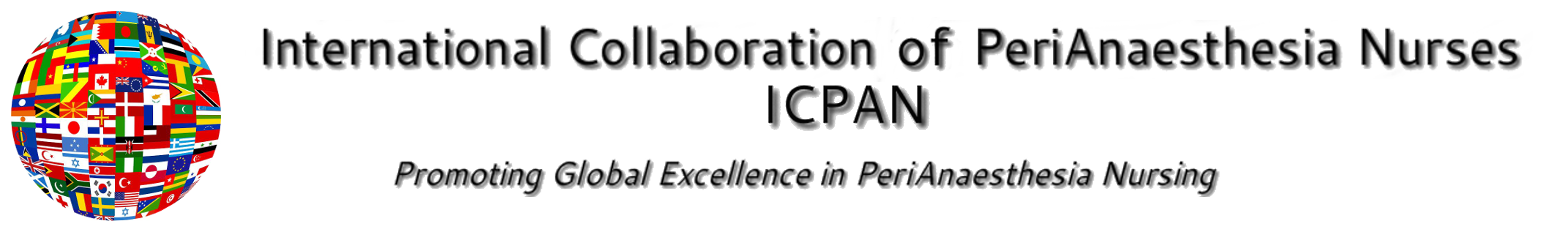 International Collaboration of PeriAnaesthesia Nurses
ICPAN
Promoting Global Excellence in PeriAnaesthesia Nursing